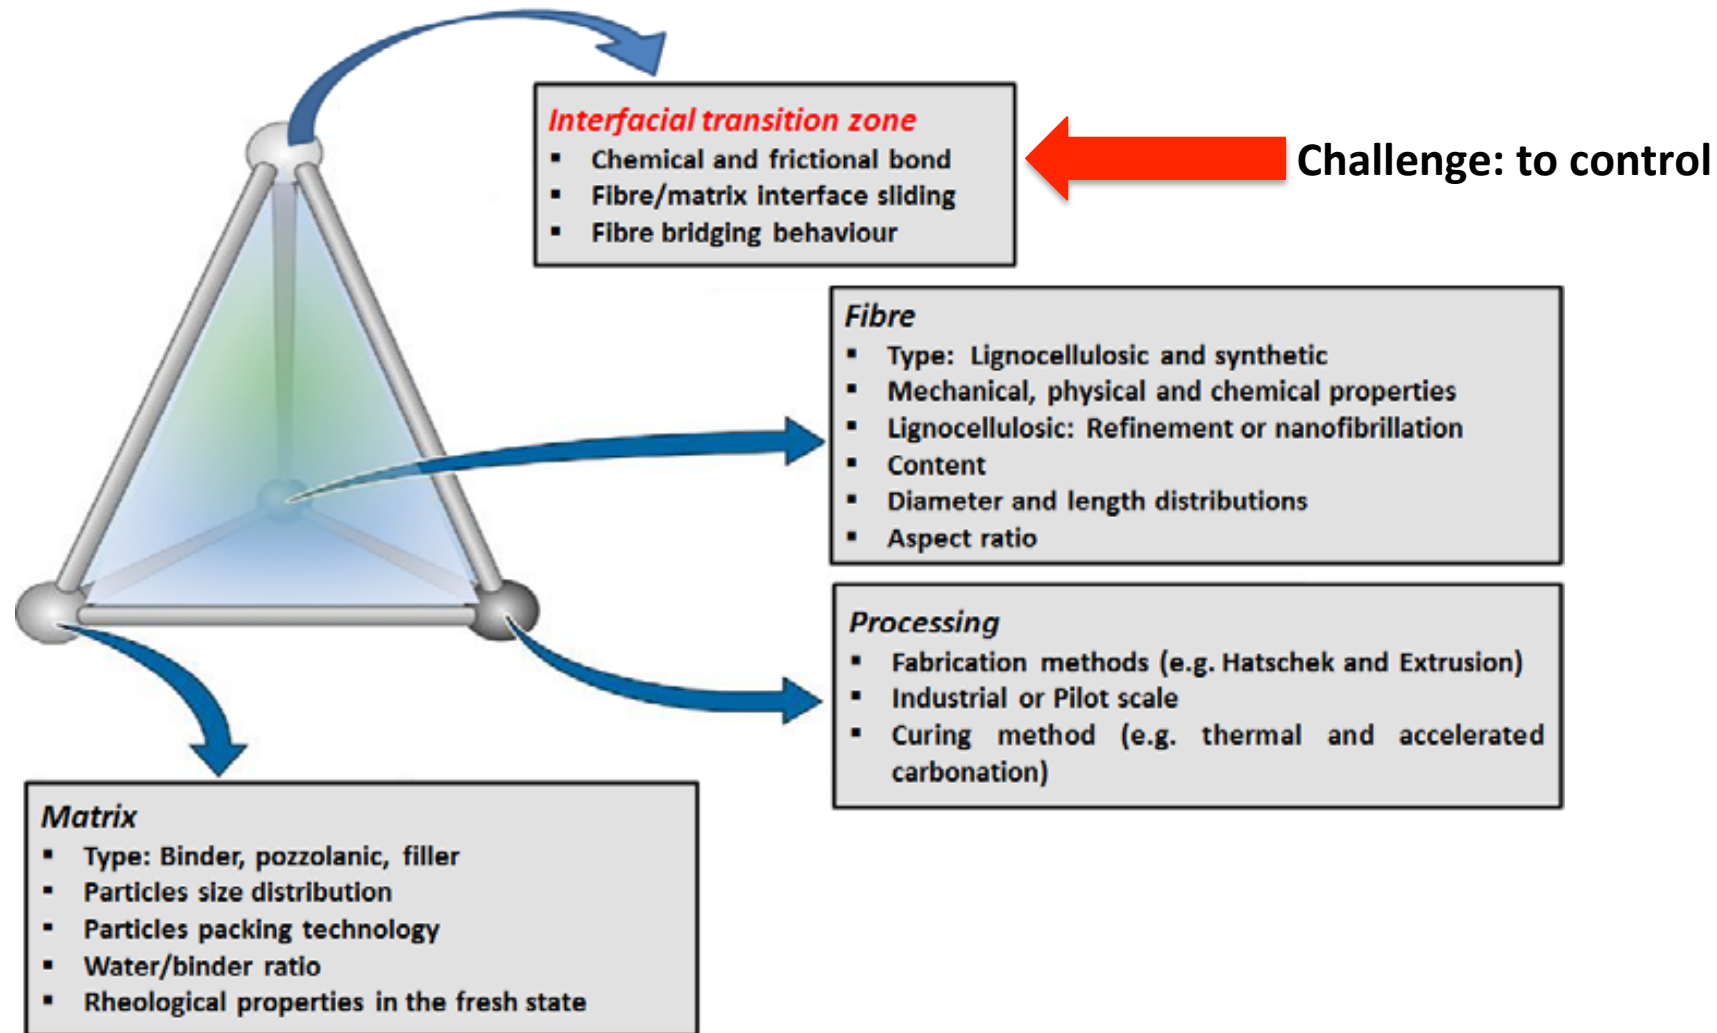 Interfacial transition zone
▪ Chemical and frictional bond
▪ Fibre/matrix interface sliding
▪ Fibre bridging behaviour
Challenge: to control
Fibre
▪ Type: Lignocellulosic and synthetic
▪ Mechanical, physical and chemical properties
▪ Lignocellulosic: Refinement or nanofibrillation
▪ Content
▪ Diameter and length distributions
▪ Aspect ratio
Processing
▪ Fabrication methods (e.g. Hatschek and Extrusion)
▪ Industrial or Pilot scale
▪ Curing method (e.g. thermal and accelerated
carbonation)
Matrix
▪ Type: Binder, pozzolanic, filler
▪ Particles size distribution
▪ Particles packing technology
▪ Water/binder ratio
▪ Rheological properties in the fresh state